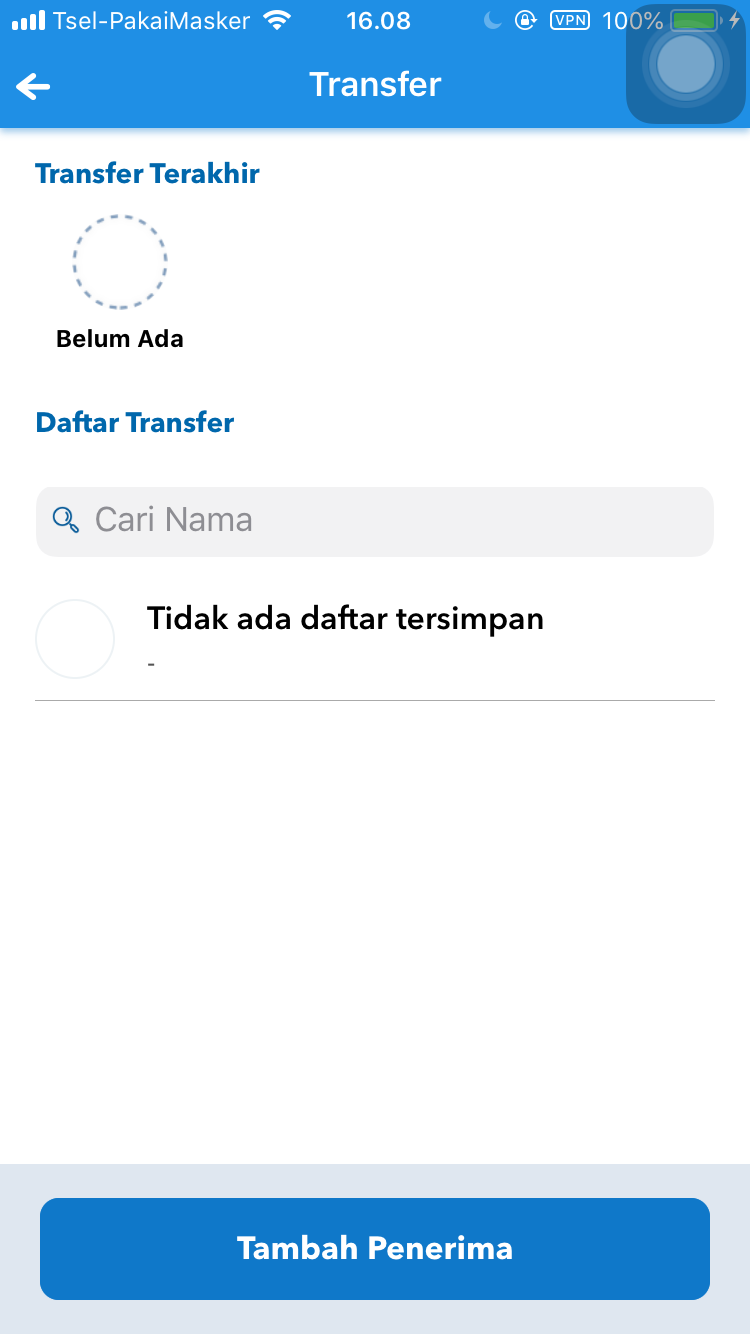 Tsel-PakaiMasker 16.08 VPN 100%
Transfer
Transfer Terakhir
Belum Ada
Daftar Transfer
Cari Nama
Tidak ada daftar tersimpan
-
Tambah Penerima